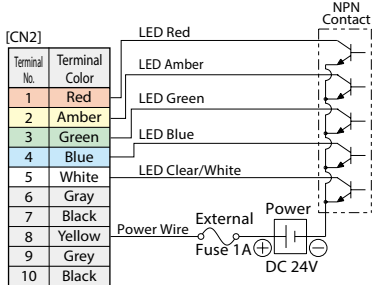 NPN
Contact
[CN2]
LED Red
Terminal No. Terminal Color
LED Amber
1 Red
2 Amber
LED Green
3 Green
LED Blue
4 Blue
5 White
LED Clear/White
6 Gray
7 Black
8 Yellow
Power Wire
External
Fuse 1A
Power
+ −
DC 24V
9 Grey
10 Black